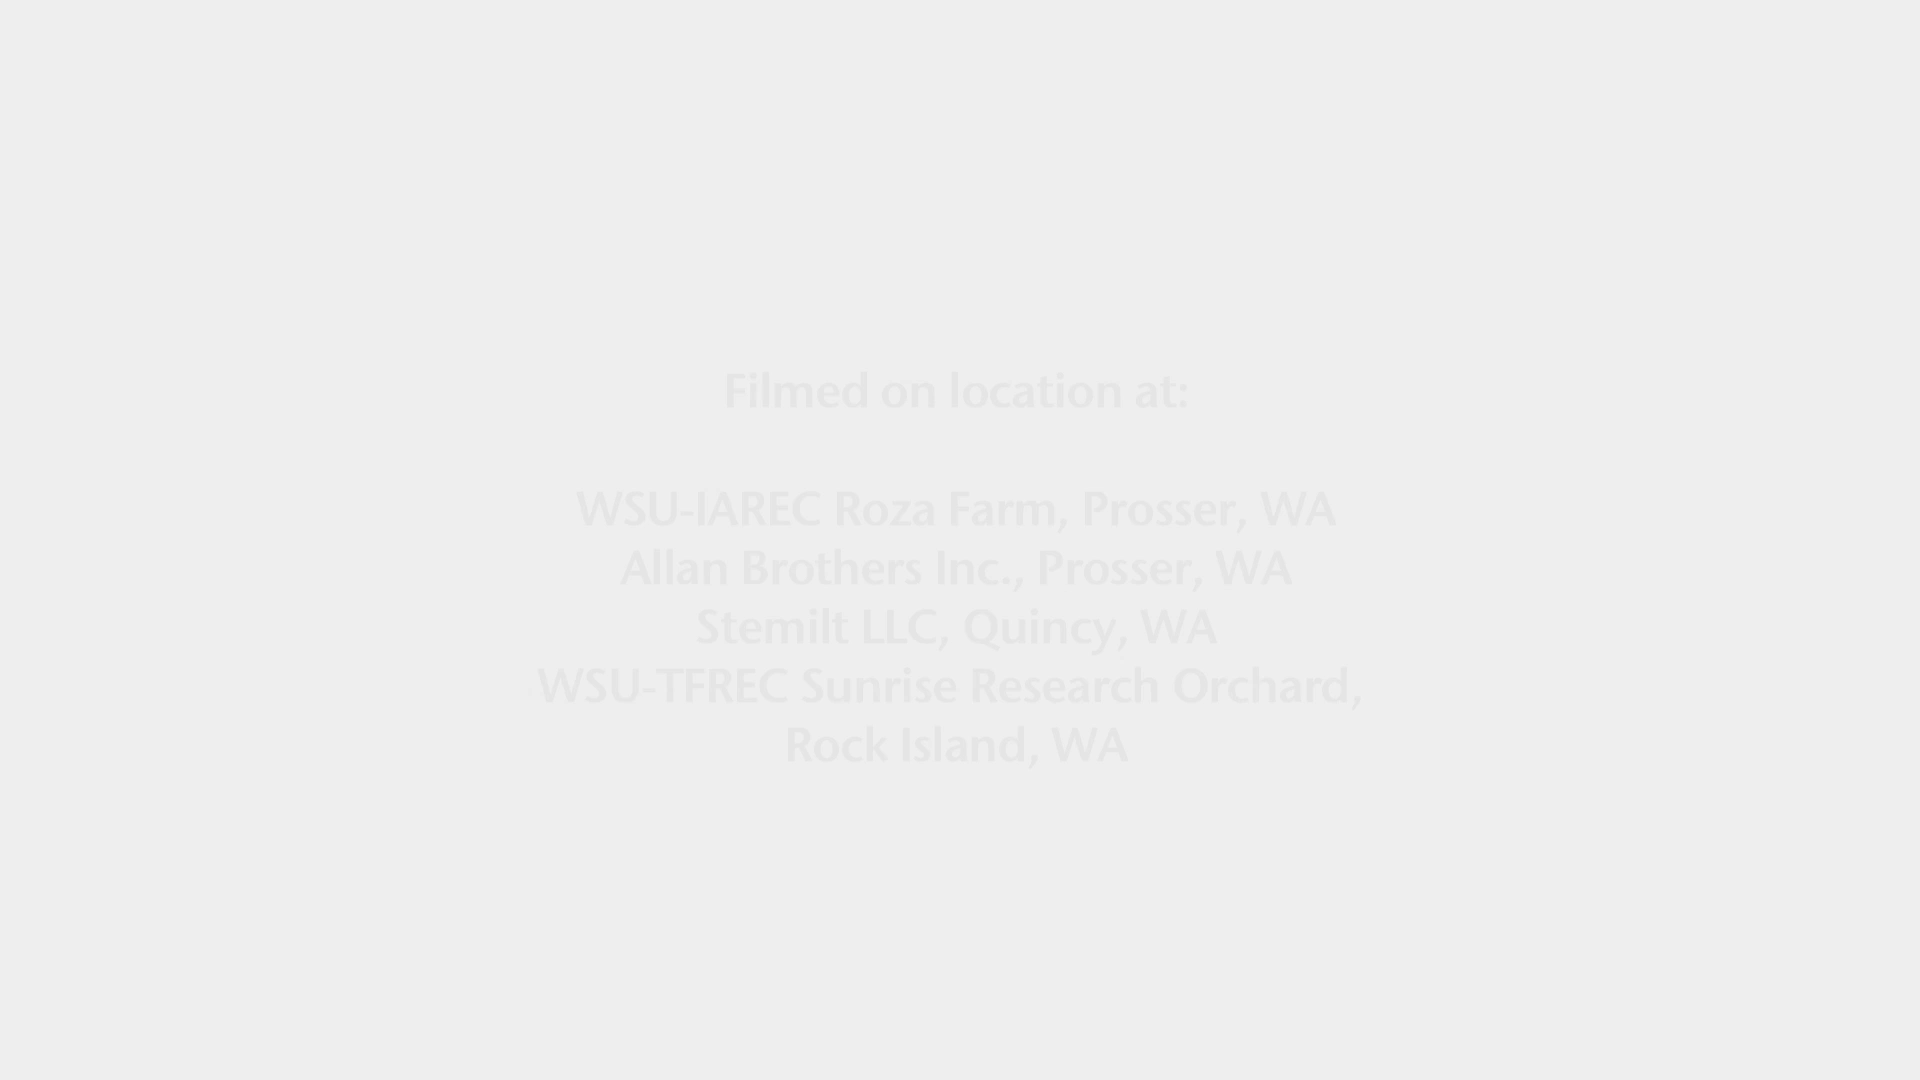 Filmed on location at:
WSU-IAREC Roza Farm, Prosser, WA
Allan Brothers Inc., Prosser, WA
Stemilt LLC, Quincy, WA
WSU-TFREC Sunrise Research Orchard,
Rock Island, WA